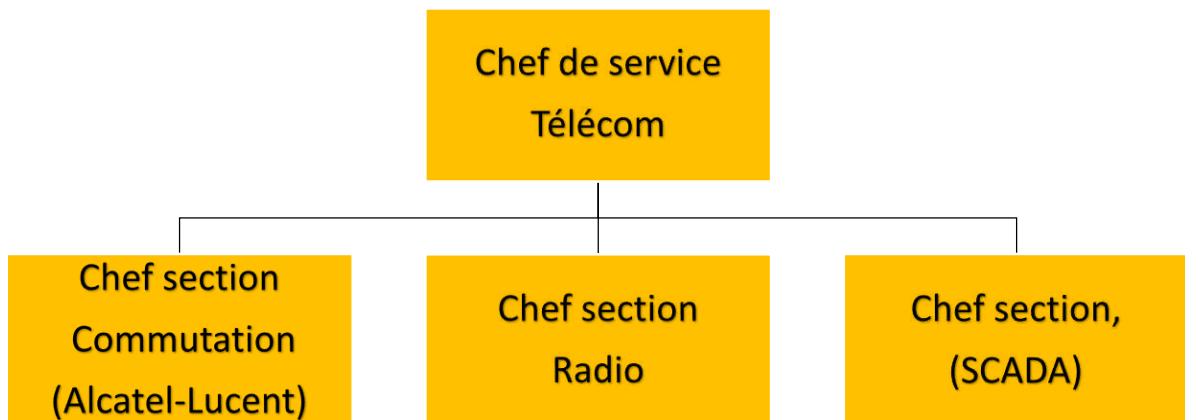 Chef de service
Télécom
Chef section
Commutation
(Alcatel-Lucent)
Chef section
Radio
Chef section,
(SCADA)